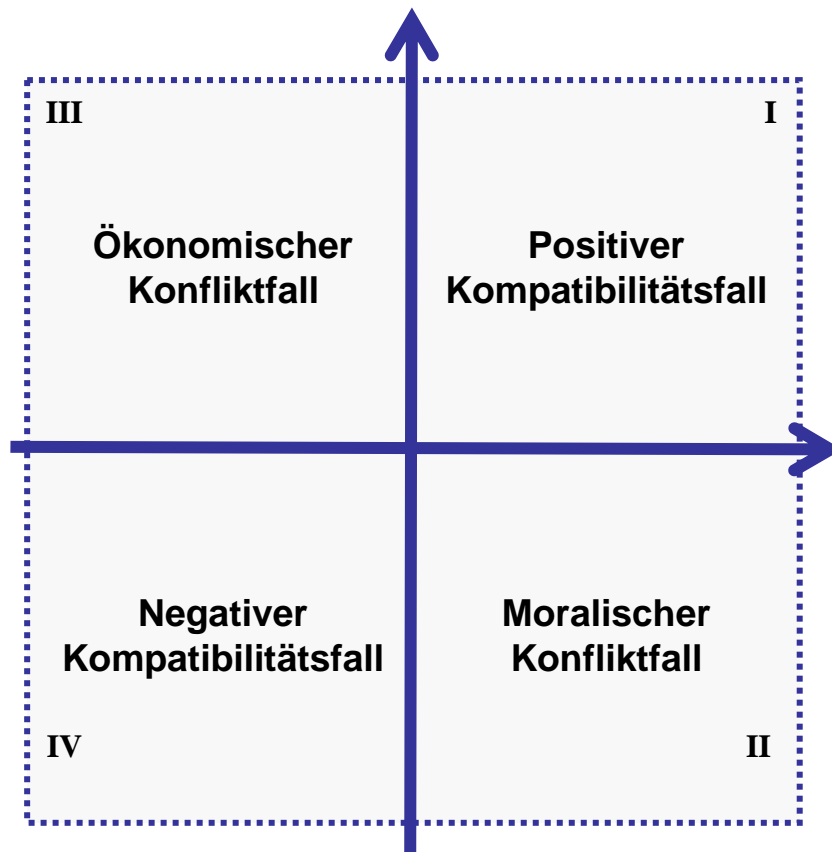 III
I
Ökonomischer
Konfliktfall
Positiver
Kompatibilitätsfall
Negativer
Kompatibilitätsfall
Moralischer
Konfliktfall
IV
II